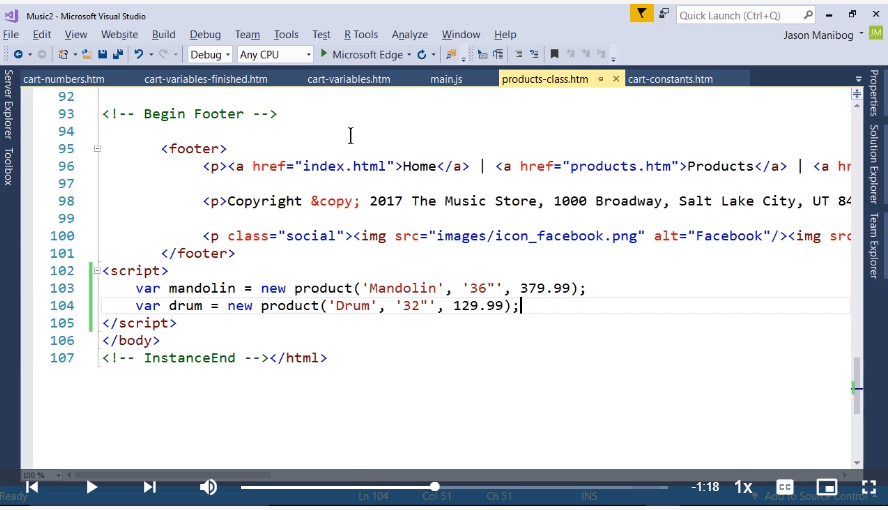 Music2 - Microsoft Visual Studio
Quick Launch (Ctrl+Q)
File Edit View Website Build Debug Team Tools Test R Tools Analyze Window Help
Jason Manibog JM
Debug Any CPU Microsoft Edge
cart-numbers.htm cart-variables-finished.htm cart-variables.htm main.js products-class.htm cart-constants.htm
Server Explorer
Toolbox
Properties
Solution Explorer
Team Explorer
92
93 <!-- Begin Footer -->
94
95 <footer>
96 <p><a href="index.html">Home</a> | <a href="products.htm">Products</a> | <a hr
97
98 <p>Copyright &copy; 2017 The Music Store, 1000 Broadway, Salt Lake City, UT 84
99
100 <p class="social"><img src="images/icon_facebook.png" alt="Facebook"/><img src
101 </footer>
102 <script>
103 var mandolin = new product('Mandolin', '36"', 379.99);
104 var drum = new product('Drum', '32"', 129.99);
105 </script>
106 </body>
107 <!-- InstanceEnd --></html>
100 %
Ready Ln 104 Col 51 Ch 51 INS Add to Source Control
-1:18 1x CC